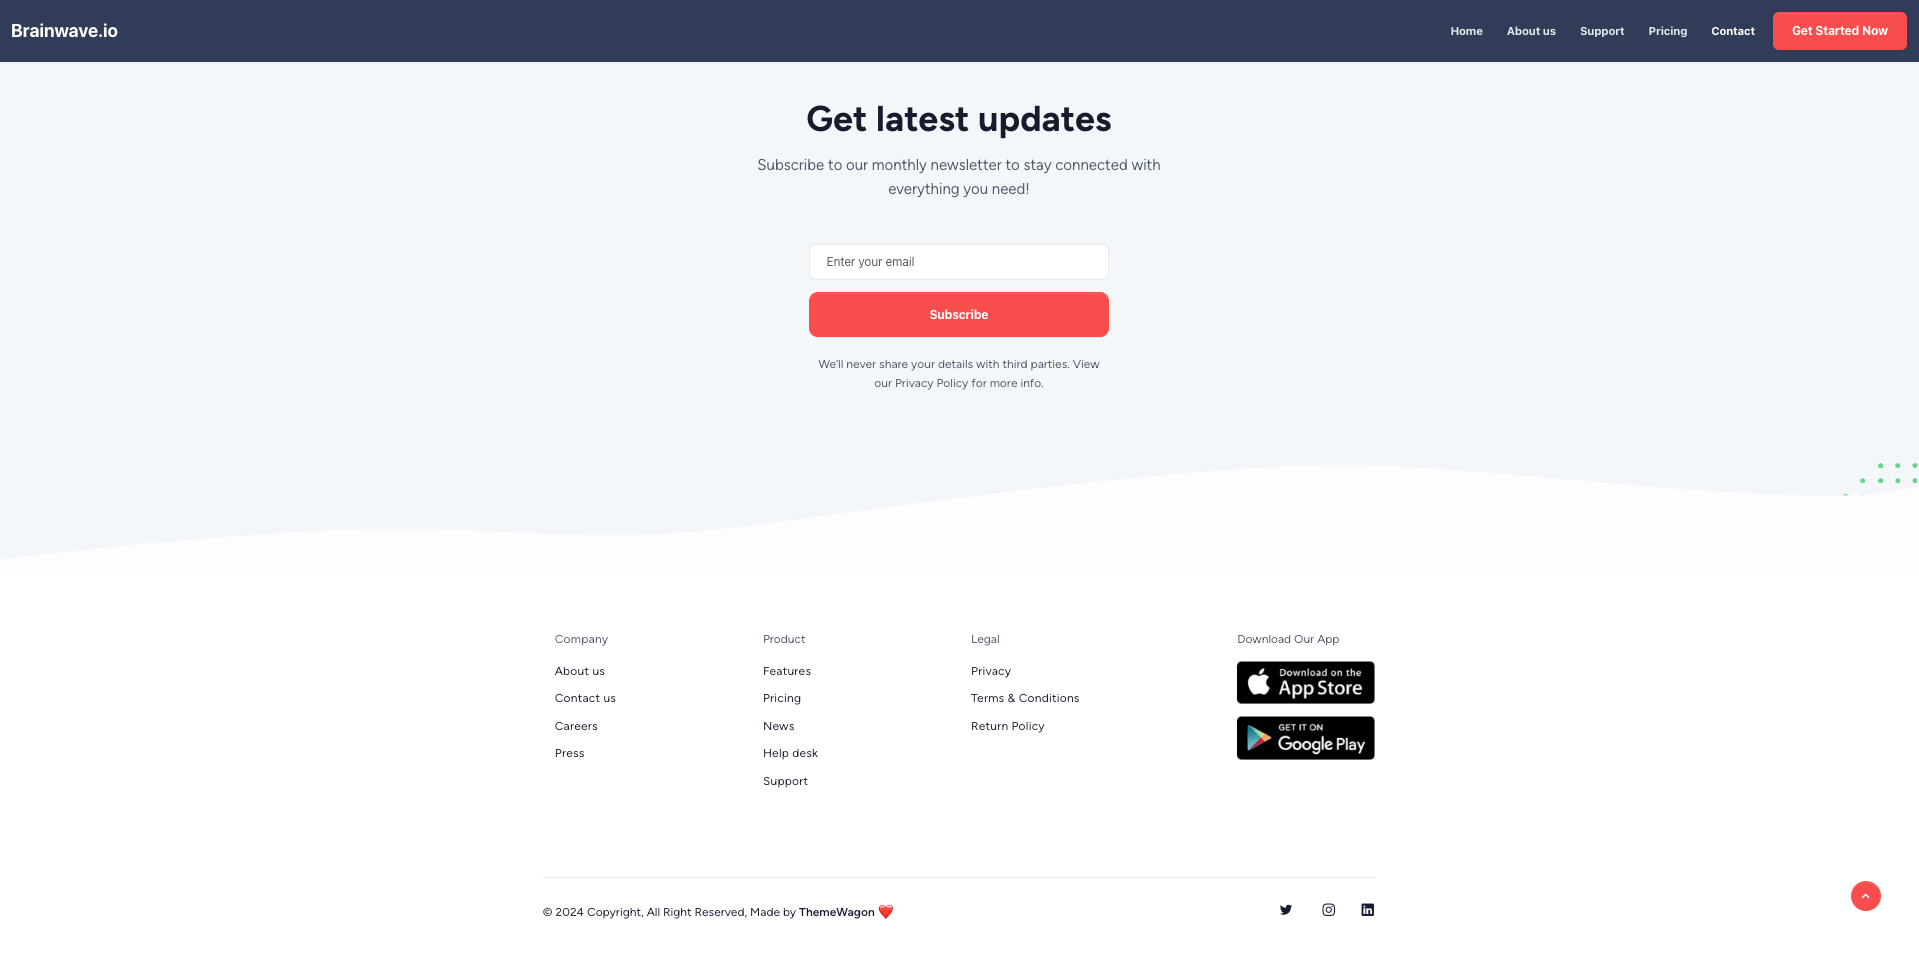 Brainwave.io
Home
About us
Support
Pricing
Contact
Get Started Now
Get latest updates
Subscribe to our monthly newsletter to stay connected with
everything you need!
Enter your email
Subscribe
We’ll never share your details with third parties. View
our Privacy Policy for more info.
Company
About us
Contact us
Careers
Press
Product
Features
Pricing
News
Help desk
Support
Legal
Privacy
Terms & Conditions
Return Policy
Download Our App
Download on the
App Store
GET IT ON
Google Play
© 2024 Copyright, All Right Reserved, Made by ThemeWagon ❤️